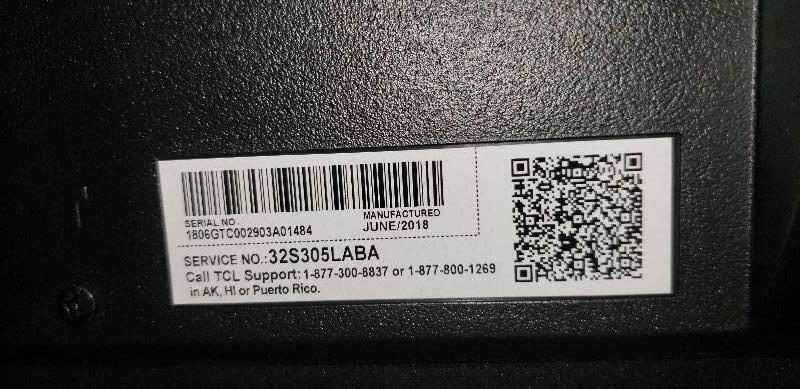 SERIAL NO.
1806GTC002903A01484
MANUFACTURED
JUNE/2018
SERVICE NO.:32S305LABA
Call TCL Support: 1-877-300-8837 or 1-877-800-1269
in AK, HI or Puerto Rico.